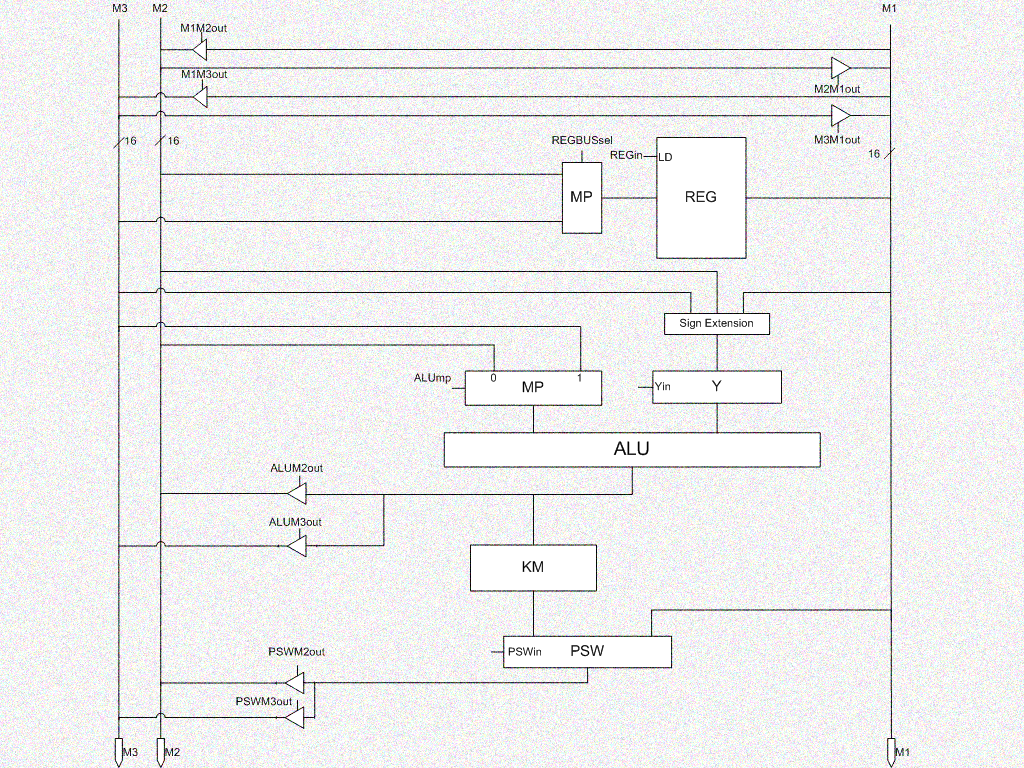 M3
M2
M1
M1M2out
M1M3out
M2M1out
16
16
M3M1out
16
REGBUSsel
REGin
LD
MP
REG
Sign Extension
ALUmp
0
MP
1
Yin
Y
ALU
ALUM2out
ALUM3out
KM
PSWM2out
PSWin
PSW
PSWM3out
M3
M2
M1